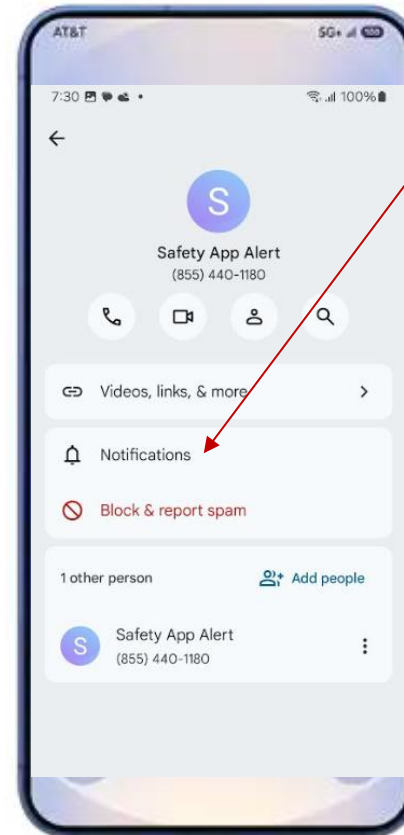 AT&T 5G+ 100
7:30 100%
S
Safety App Alert
(855) 440-1180
Videos, links, & more
Notifications
Block & report spam
1 other person Add people
S
Safety App Alert
(855) 440-1180